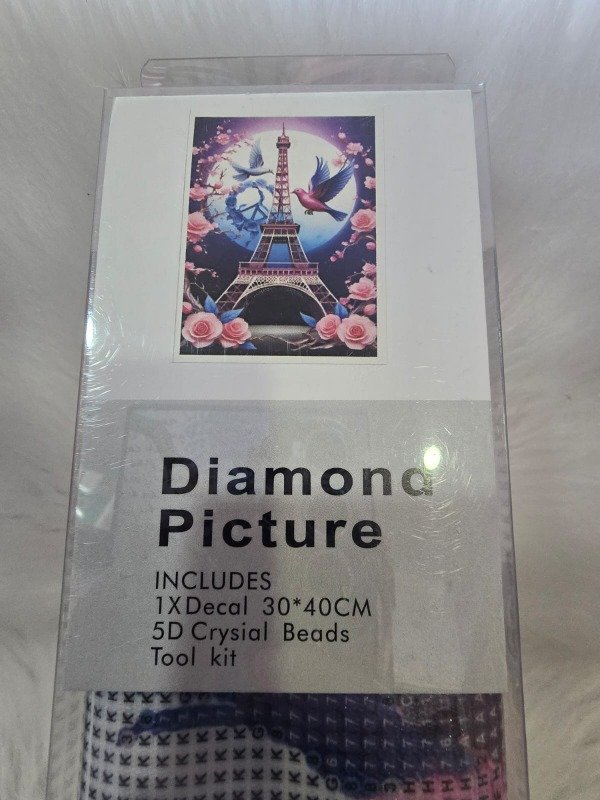 Diamond
Picture
INCLUDES
1XDecal 30*40CM
5D Crysial Beads
Tool kit